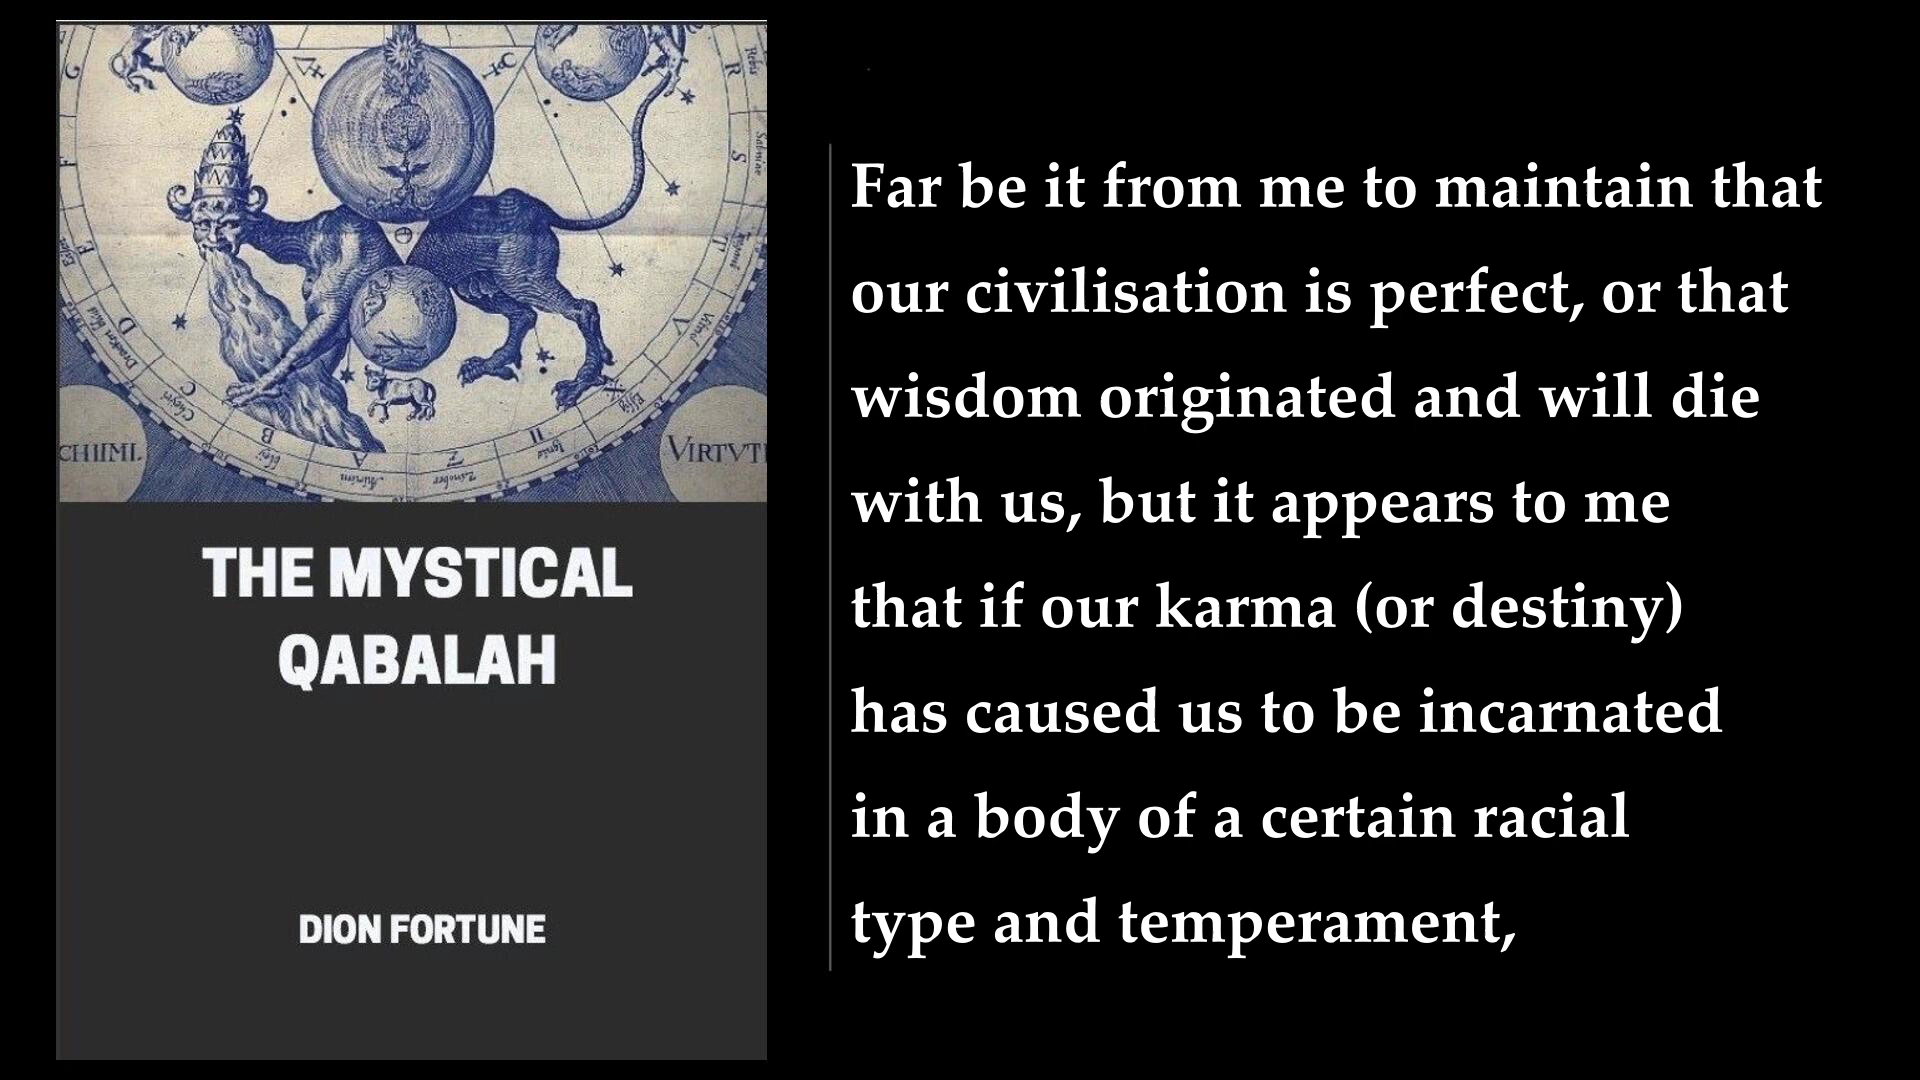 CHIIMI.
VIRTVTI
THE MYSTICAL
QABALAH
DION FORTUNE
Far be it from me to maintain that
our civilisation is perfect, or that
wisdom originated and will die
with us, but it appears to me
that if our karma (or destiny)
has caused us to be incarnated
in a body of a certain racial
type and temperament,